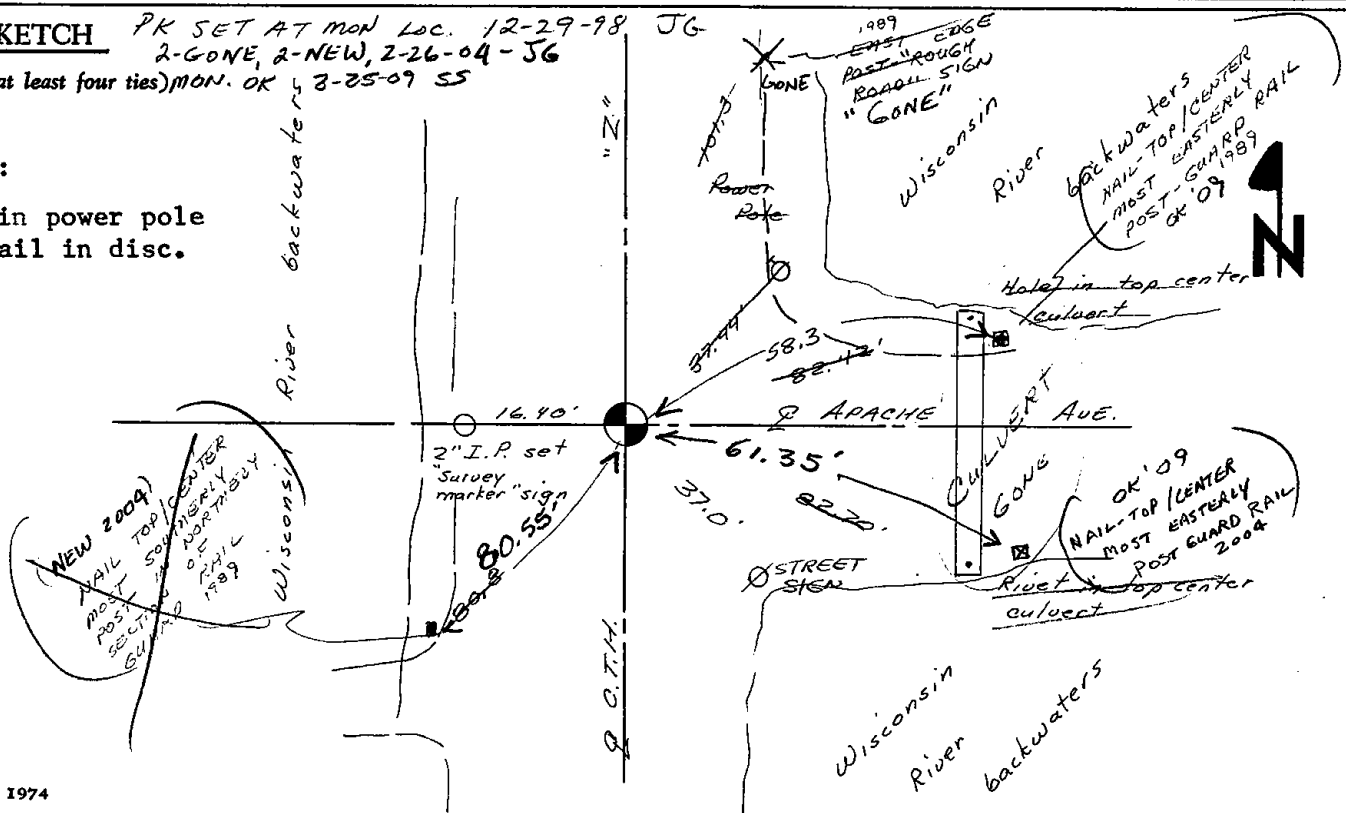 KETCH PK SET AT MON LOC. 12-29-98 JG
2-GONE, 2-NEW, 2-26-04 - JG
at least four ties) MON. OK 3-25-09 SS
:
in power pole
ail in disc.
River backwaters
Wisconsin
"Z"
GONE
1989
EAST EDGE
POST-"ROUGH
ROAD" SIGN
"GONE"
101.3
Power
Pole
Wisconsin
River
backwaters
NAIL-TOP/CENTER
MOST EASTERLY
POST-GUARD RAIL
1989
OK '09
N
Hole in top center
culvert
37.44'
58.3
82.42'
16.40'
℄ APACHE AVE.
2" I.P. set
"Survey
marker" sign
61.35'
CULVERT
GONE
37.0'
82.70'
OK '09
NAIL-TOP/CENTER
MOST EASTERLY
POST GUARD RAIL
2004
(NEW 2004)
NAIL TOP/CENTER
MOST SOUTHERLY
POST IN NORTHERLY
SECTION OF
GUARD RAIL
1989
80.55'
80.8
STREET
SIGN
Rivet in top center
culvert
℄ C.T.H.
Wisconsin
River
backwaters
1974